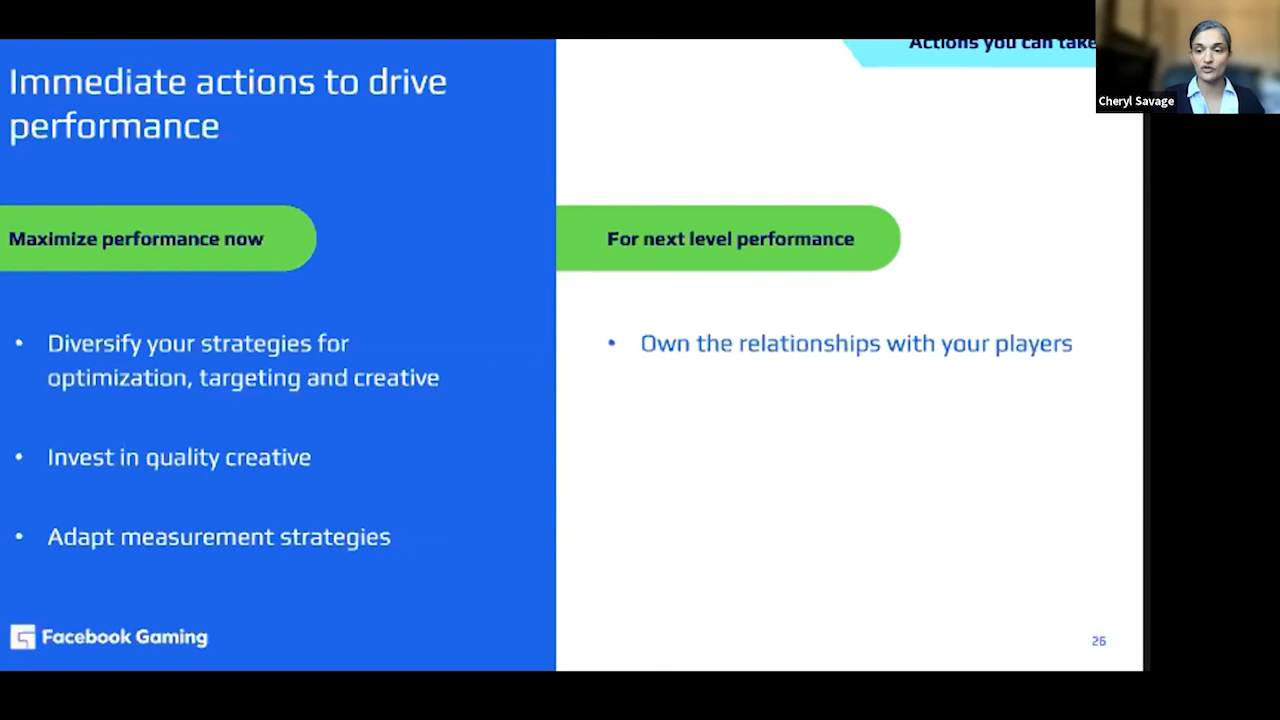 Actions you can take
Cheryl Savage
Immediate actions to drive
performance
Maximize performance now
• Diversify your strategies for
optimization, targeting and creative
• Invest in quality creative
• Adapt measurement strategies
For next level performance
• Own the relationships with your players
Facebook Gaming
26